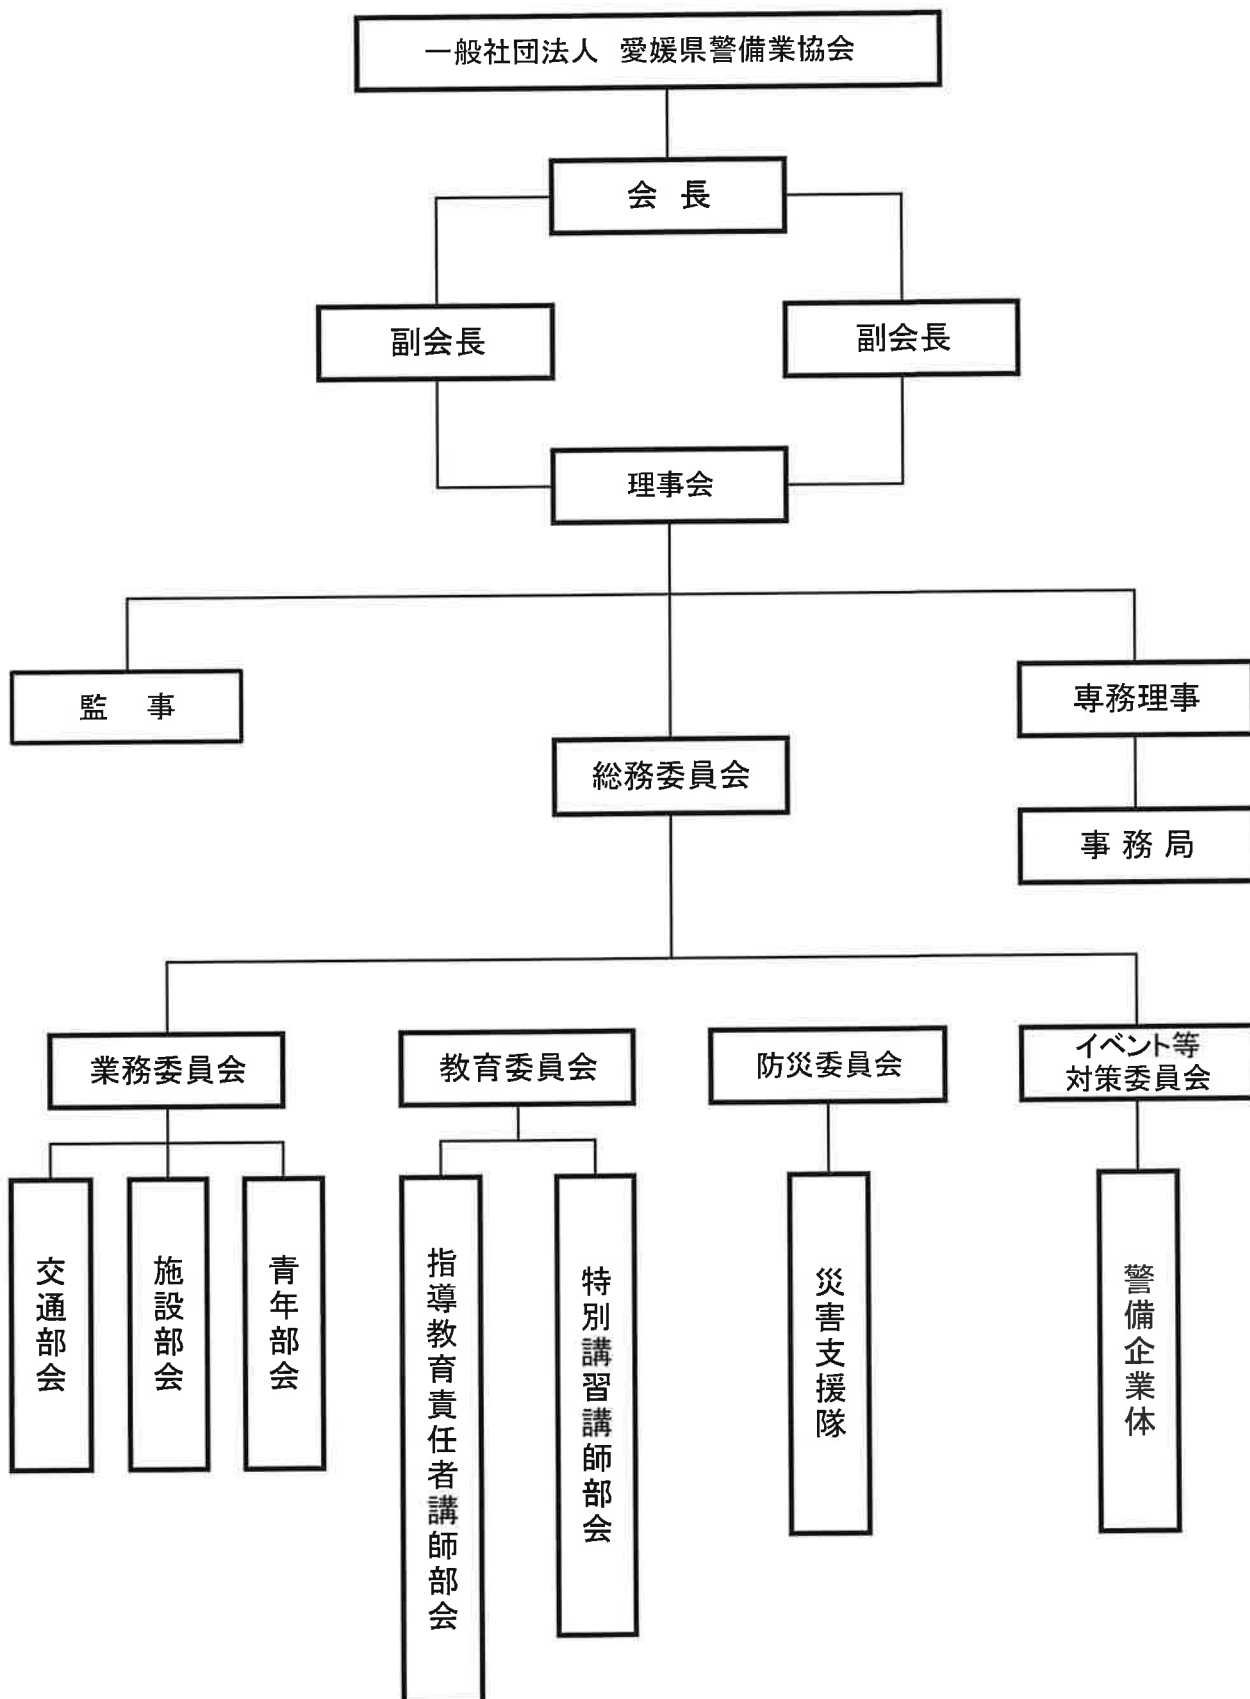 一般社団法人 愛媛県警備業協会
会 長
副会長
副会長
理事会
監 事
専務理事
総務委員会
事 務 局
業務委員会
教育委員会
防災委員会
イベント等
対策委員会
交通部会
施設部会
青年部会
指導教育責任者講師部会
特別講習講師部会
災害支援隊
警備企業体